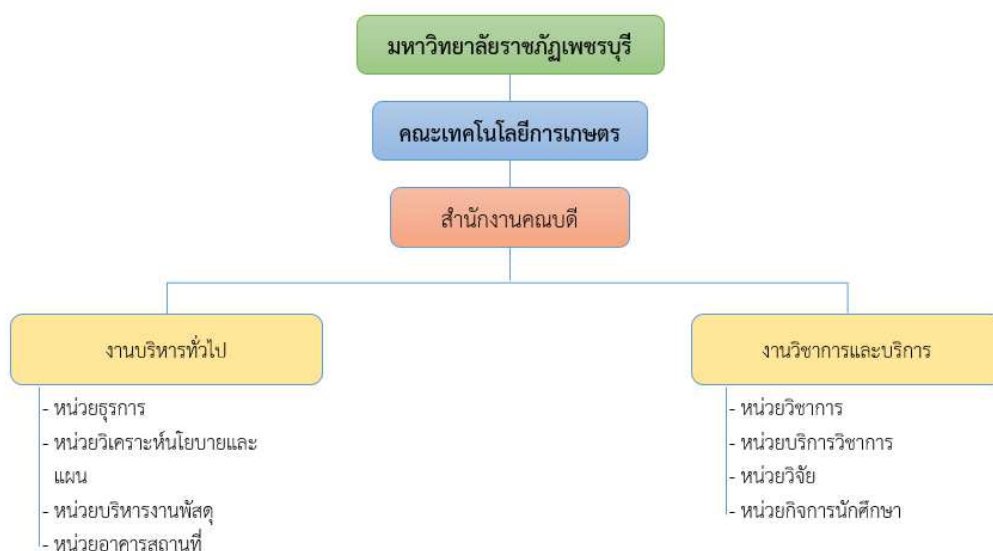 มหาวิทยาลัยราชภัฏเพชรบุรี
คณะเทคโนโลยีการเกษตร
สำนักงานคณบดี
งานบริหารทั่วไป
- หน่วยธุรการ
- หน่วยวิเคราะห์นโยบายและ
แผน
- หน่วยบริหารงานพัสดุ
- หน่วยอาคารสถานที่
งานวิชาการและบริการ
- หน่วยวิชาการ
- หน่วยบริการวิชาการ
- หน่วยวิจัย
- หน่วยกิจการนักศึกษา